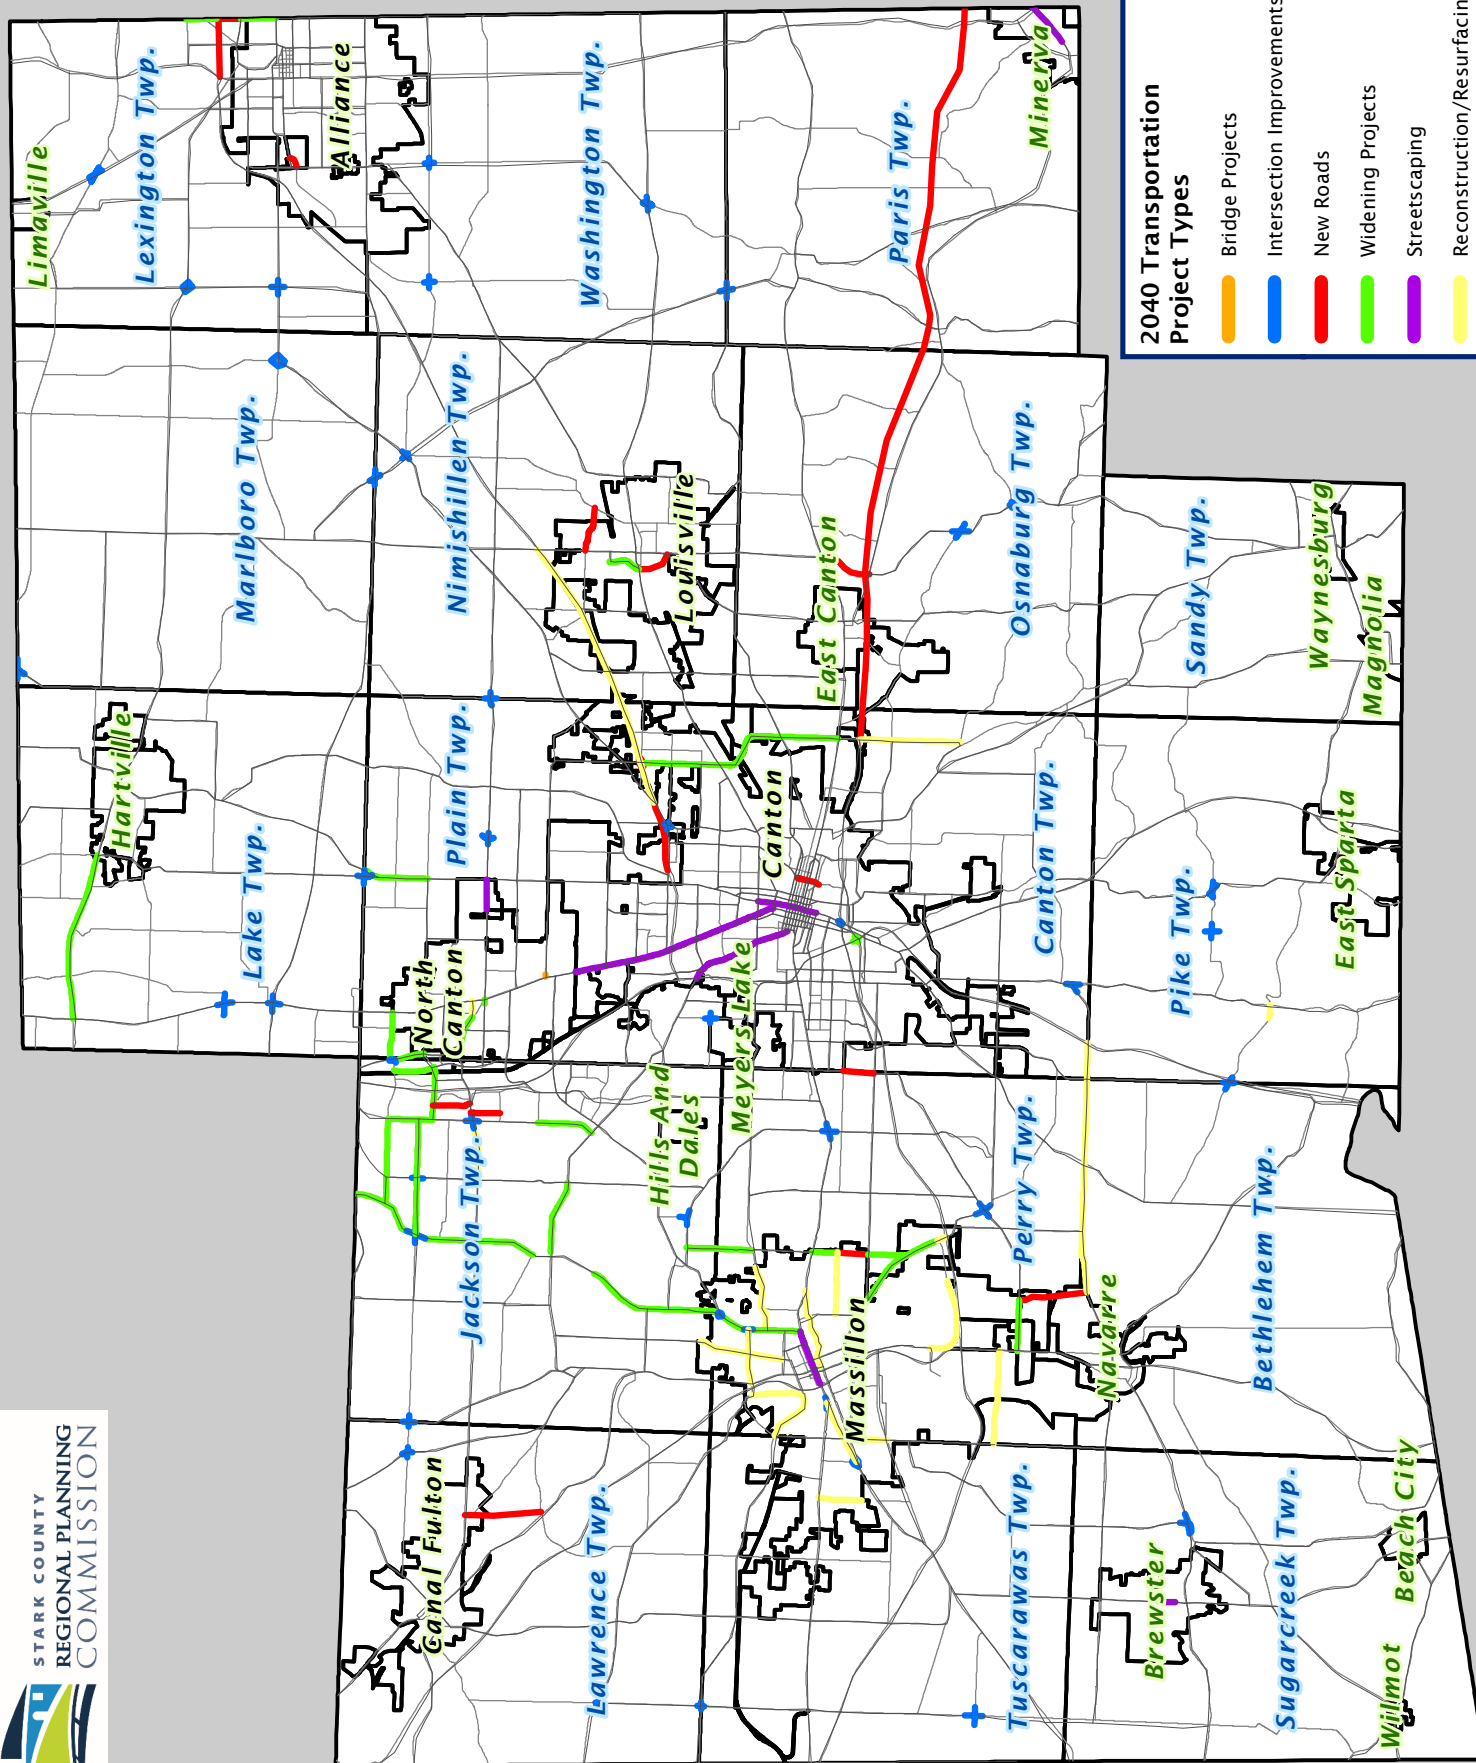 STARK COUNTY
REGIONAL PLANNING
COMMISSION
Canal Fulton
Lawrence Twp.
Tuscarawas Twp.
Brewster
Sugarcreek Twp.
Wilmot
Beach City
Jackson Twp.
Massillon
Perry Twp.
Navarre
Bethlehem Twp.
Hills And
Dales
Meyers Lake
North
Canton
Lake Twp.
Hartville
Plain Twp.
Canton
Canton Twp.
Pike Twp.
East Sparta
Marlboro Twp.
Nimishillen Twp.
Louisville
East Canton
Osnaburg Twp.
Sandy Twp.
Waynesburg
Magnolia
Limaville
Lexington Twp.
Alliance
Washington Twp.
Paris Twp.
Minerva
2040 Transportation
Project Types
Bridge Projects
Intersection Improvements
New Roads
Widening Projects
Streetscaping
Reconstruction/Resurfacin